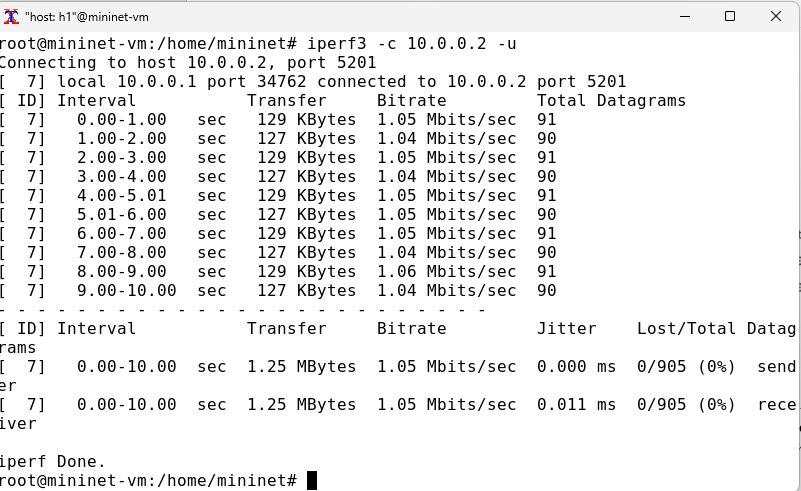 "host: h1"@mininet-vm
root@mininet-vm:/home/mininet# iperf3 -c 10.0.0.2 -u
Connecting to host 10.0.0.2, port 5201
[  7] local 10.0.0.1 port 34762 connected to 10.0.0.2 port 5201
[ ID] Interval           Transfer     Bitrate         Total Datagrams
[  7]   0.00-1.00   sec   129 KBytes  1.05 Mbits/sec  91
[  7]   1.00-2.00   sec   127 KBytes  1.04 Mbits/sec  90
[  7]   2.00-3.00   sec   129 KBytes  1.05 Mbits/sec  91
[  7]   3.00-4.00   sec   127 KBytes  1.04 Mbits/sec  90
[  7]   4.00-5.01   sec   129 KBytes  1.05 Mbits/sec  91
[  7]   5.01-6.00   sec   127 KBytes  1.05 Mbits/sec  90
[  7]   6.00-7.00   sec   129 KBytes  1.05 Mbits/sec  91
[  7]   7.00-8.00   sec   127 KBytes  1.04 Mbits/sec  90
[  7]   8.00-9.00   sec   129 KBytes  1.06 Mbits/sec  91
[  7]   9.00-10.00  sec   127 KBytes  1.04 Mbits/sec  90
- - - - - - - - - - - - - - - - - - - - - - - - -
[ ID] Interval           Transfer     Bitrate         Jitter    Lost/Total Datag
rams
[  7]   0.00-10.00  sec  1.25 MBytes  1.05 Mbits/sec  0.000 ms  0/905 (0%)  send
er
[  7]   0.00-10.00  sec  1.25 MBytes  1.05 Mbits/sec  0.011 ms  0/905 (0%)  rece
iver
iperf Done.
root@mininet-vm:/home/mininet#